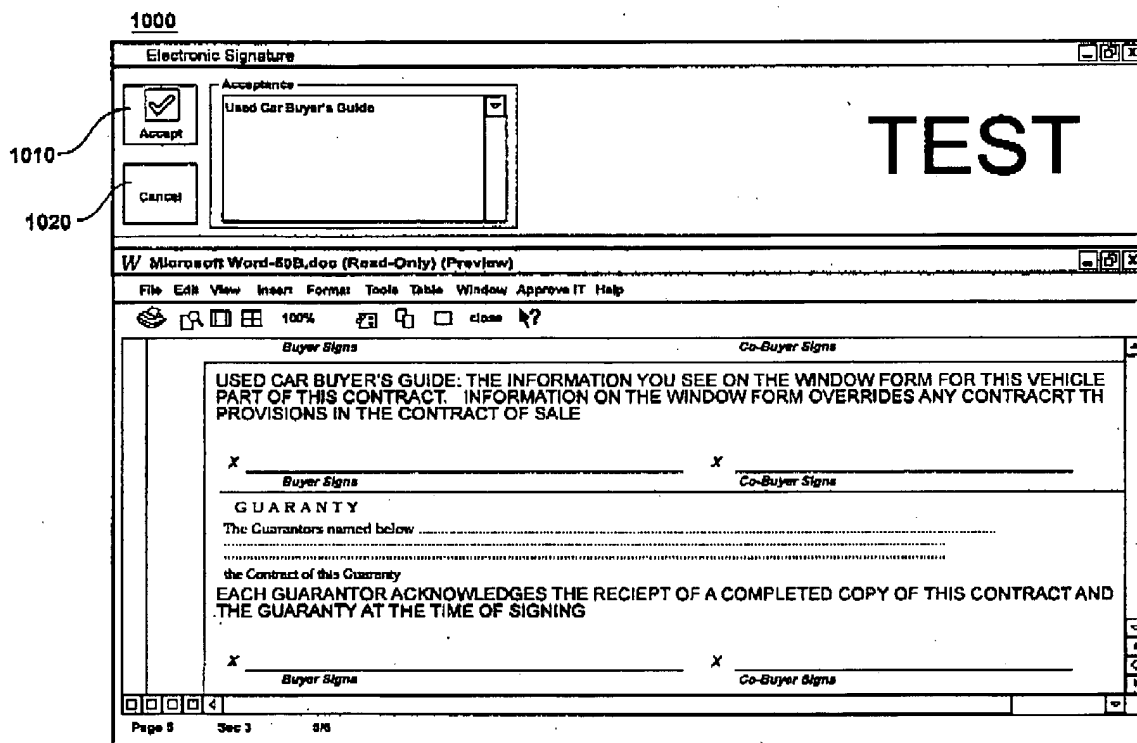 1000
Electronic Signature
Acceptance
Used Car Buyer's Guide
Accept
1010
TEST
Cancel
1020
W Microsoft Word-50B.doc (Read-Only) (Preview)
File Edit View Insert Format Tools Table Window Approve IT Help
100% close
Buyer Signs Co-Buyer Signs
USED CAR BUYER'S GUIDE: THE INFORMATION YOU SEE ON THE WINDOW FORM FOR THIS VEHICLE
PART OF THIS CONTRACT. INFORMATION ON THE WINDOW FORM OVERRIDES ANY CONTRACRT TH
PROVISIONS IN THE CONTRACT OF SALE
X X
Buyer Signs Co-Buyer Signs
GUARANTY
The Guarantors named below
the Contract of this Guaranty
EACH GUARANTOR ACKNOWLEDGES THE RECIEPT OF A COMPLETED COPY OF THIS CONTRACT AND
THE GUARANTY AT THE TIME OF SIGNING
X X
Buyer Signs Co-Buyer Signs
Page 5 Sec 3